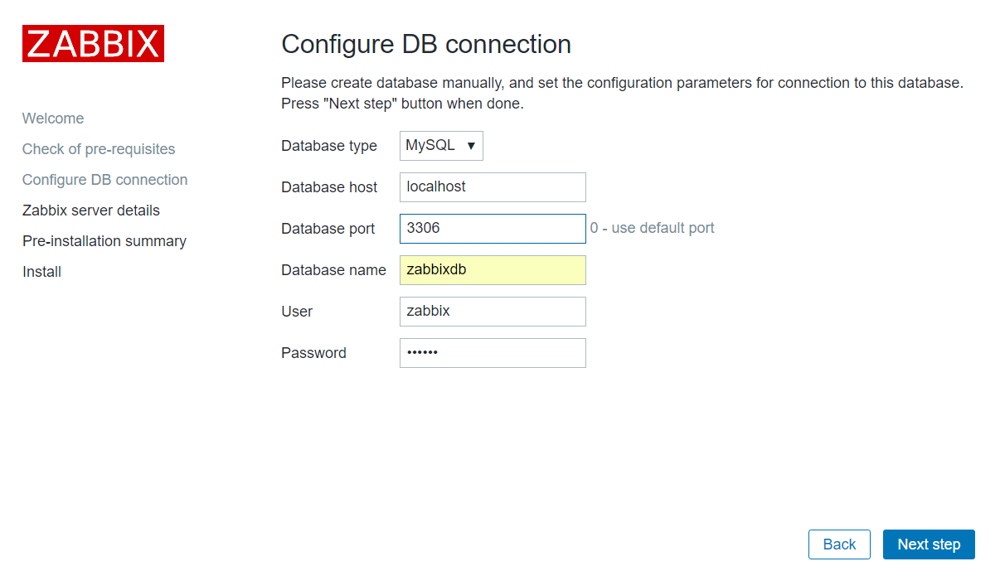 ZABBIX
Welcome
Check of pre-requisites
Configure DB connection
Zabbix server details
Pre-installation summary
Install
Configure DB connection
Please create database manually, and set the configuration parameters for connection to this database.
Press "Next step" button when done.
Database type MySQL ▼
Database host localhost
Database port 3306 0 - use default port
Database name zabbixdb
User zabbix
Password ••••••
Back Next step